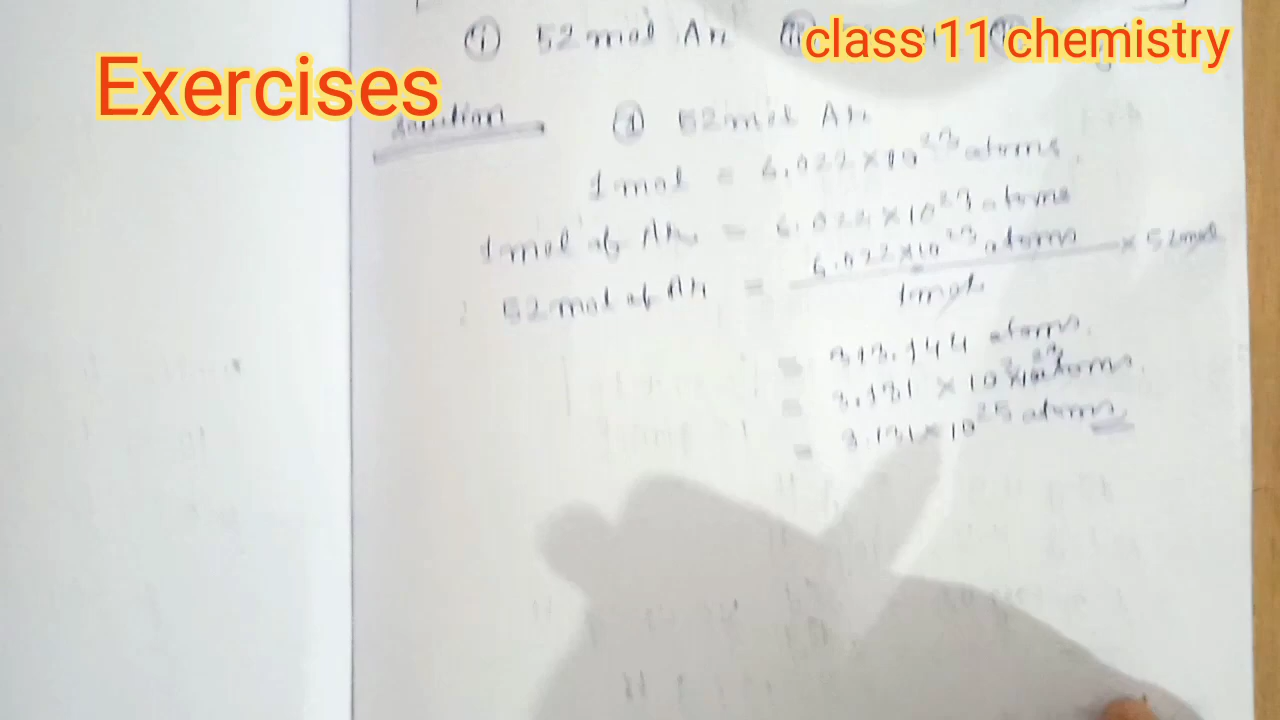 Exercises
class 11 chemistry
(i) 52 mol Ar (ii)
Solution (i) 52 mol Ar
1 mol = 6.022 × 10²³ atoms.
1 mol of Ar = 6.022 × 10²³ atoms
∴ 52 mol of Ar = 6.022 × 10²³ atoms × 52 mol
1 mol
= 313.144 atoms.
= 3.131 × 10² × 10²³ atoms.
= 3.131 × 10²⁵ atoms